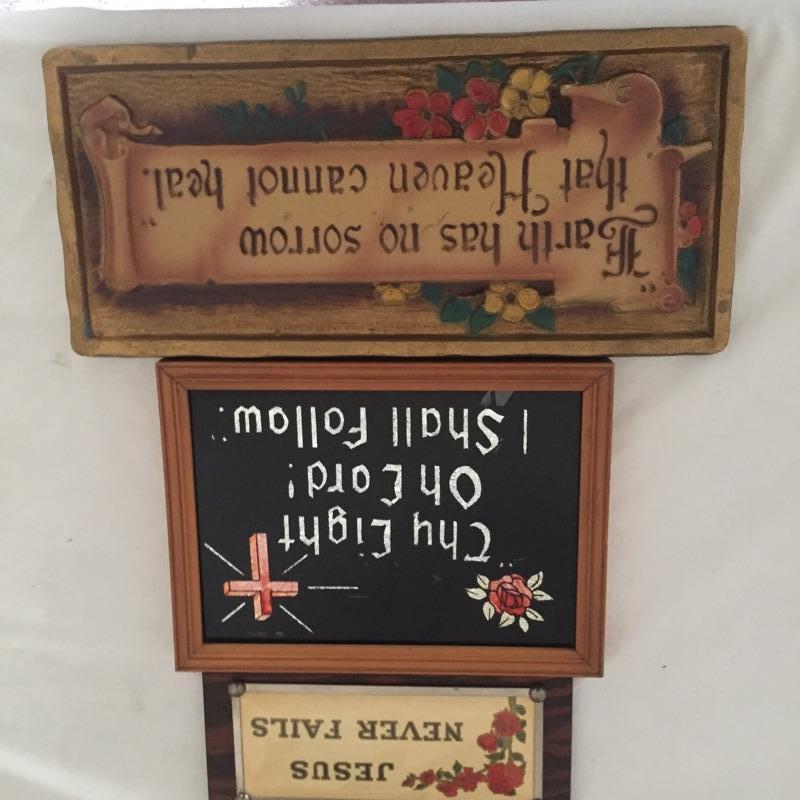 JESUS
NEVER FAILS
"Thy Light
Oh Lord!
I Shall Follow."
"Earth has no sorrow
that Heaven cannot heal."